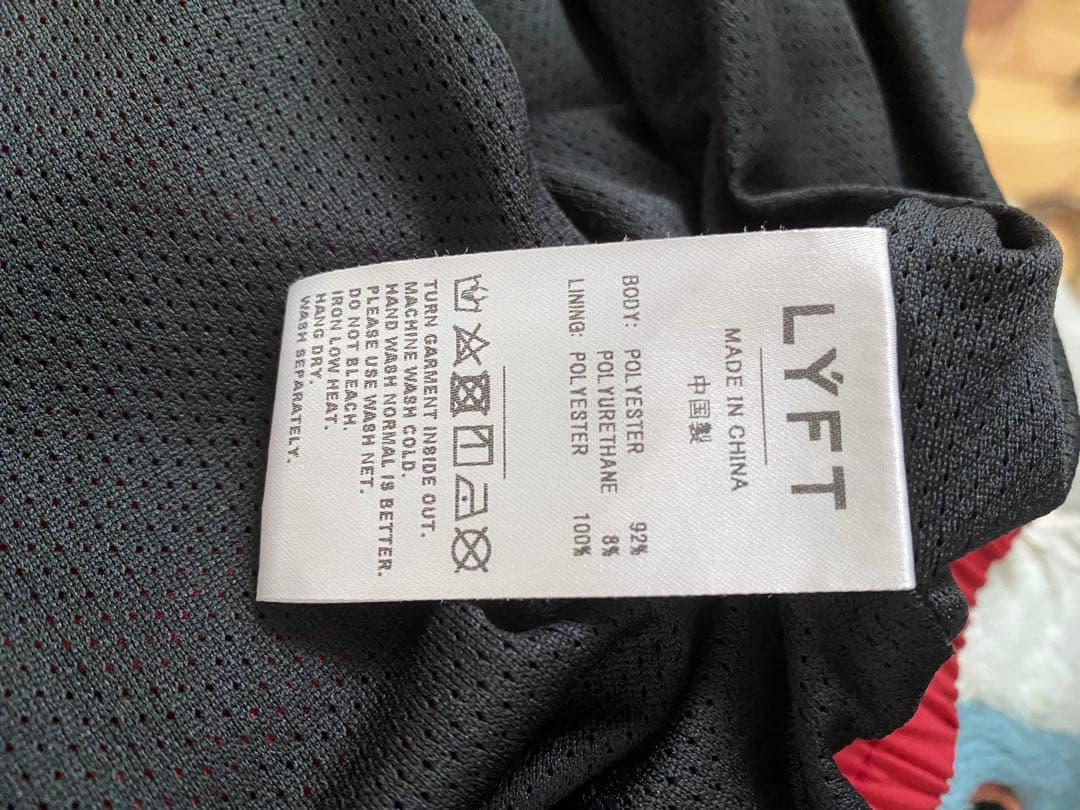 LYFT
MADE IN CHINA
中国製
BODY: POLYESTER 92%
POLYURETHANE 8%
LINING: POLYESTER 100%
TURN GARMENT INSIDE OUT.
MACHINE WASH COLD.
HAND WASH NORMAL IS BETTER.
PLEASE USE WASH NET.
DO NOT BLEACH.
IRON LOW HEAT.
HANG DRY.
WASH SEPARATELY.